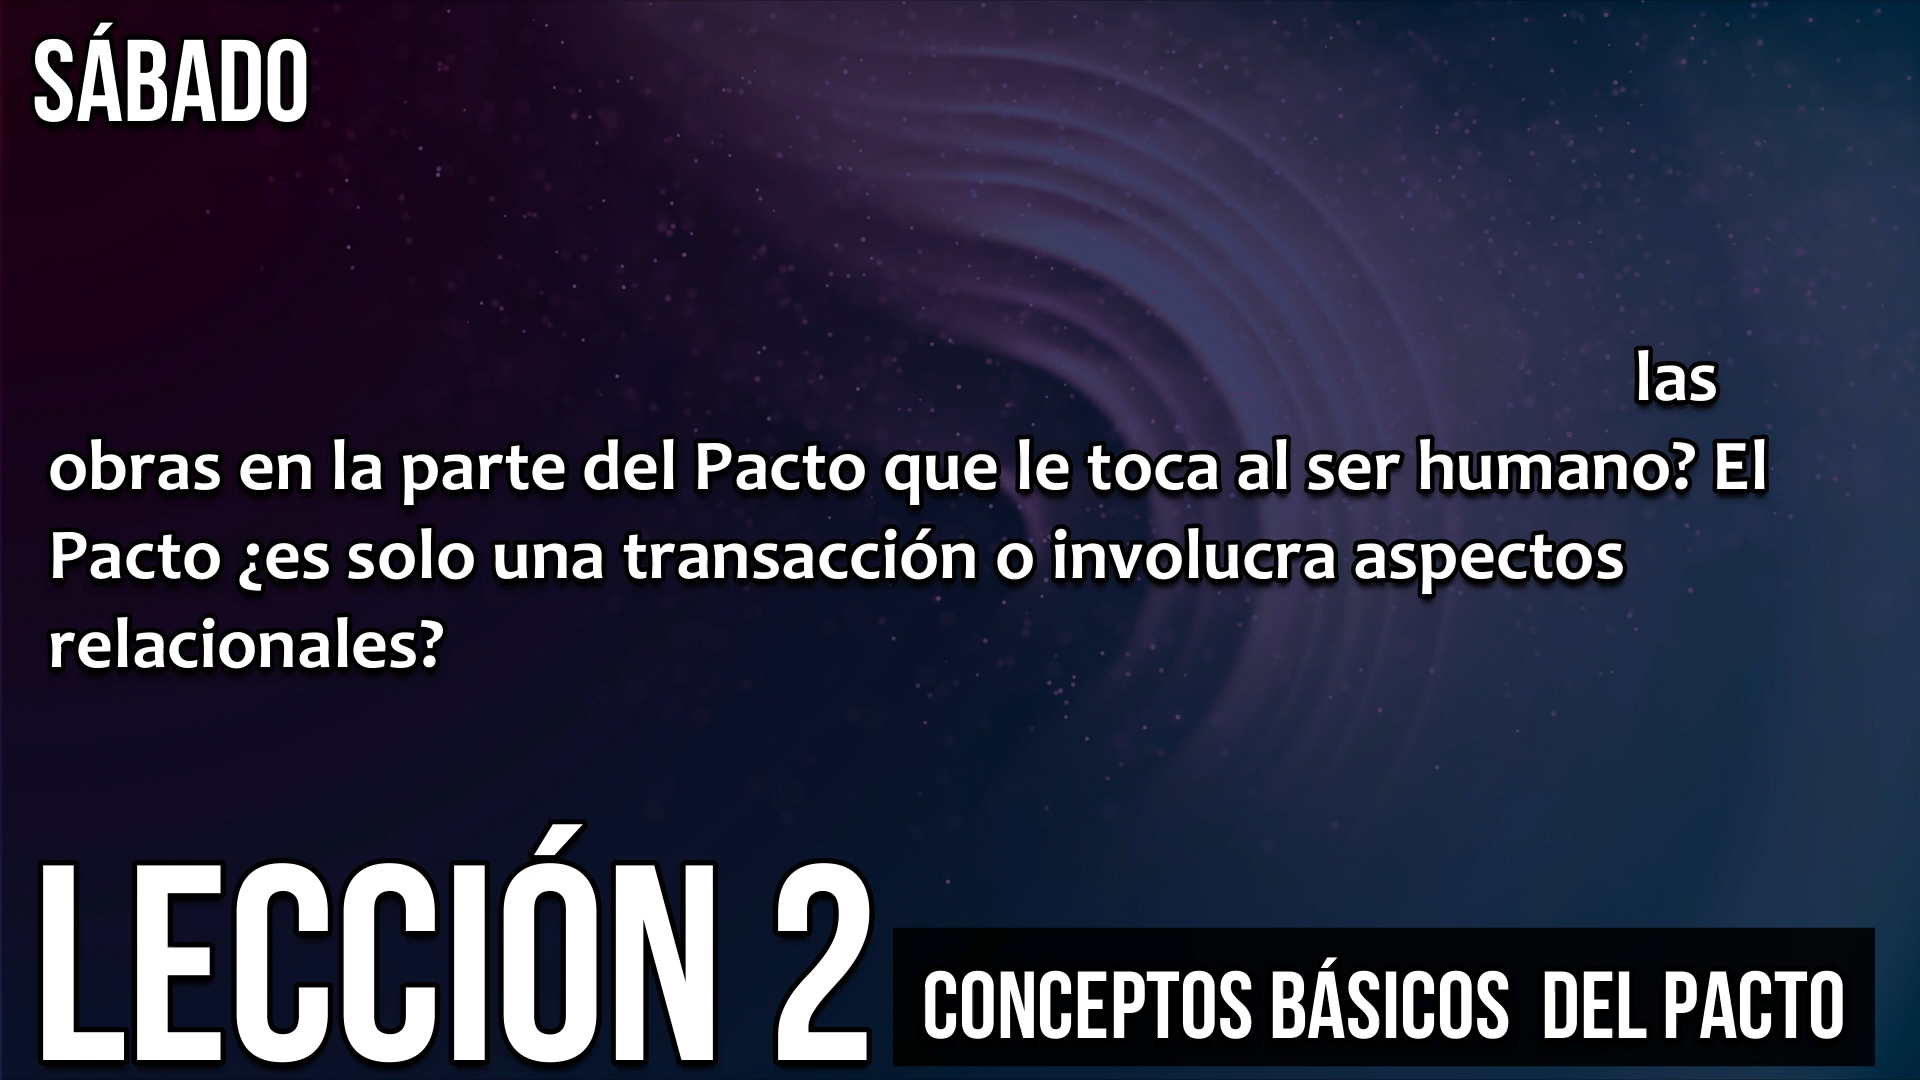 SÁBADO
las
obras en la parte del Pacto que le toca al ser humano? El
Pacto ¿es solo una transacción o involucra aspectos
relacionales?
LECCIÓN 2
CONCEPTOS BÁSICOS  DEL PACTO